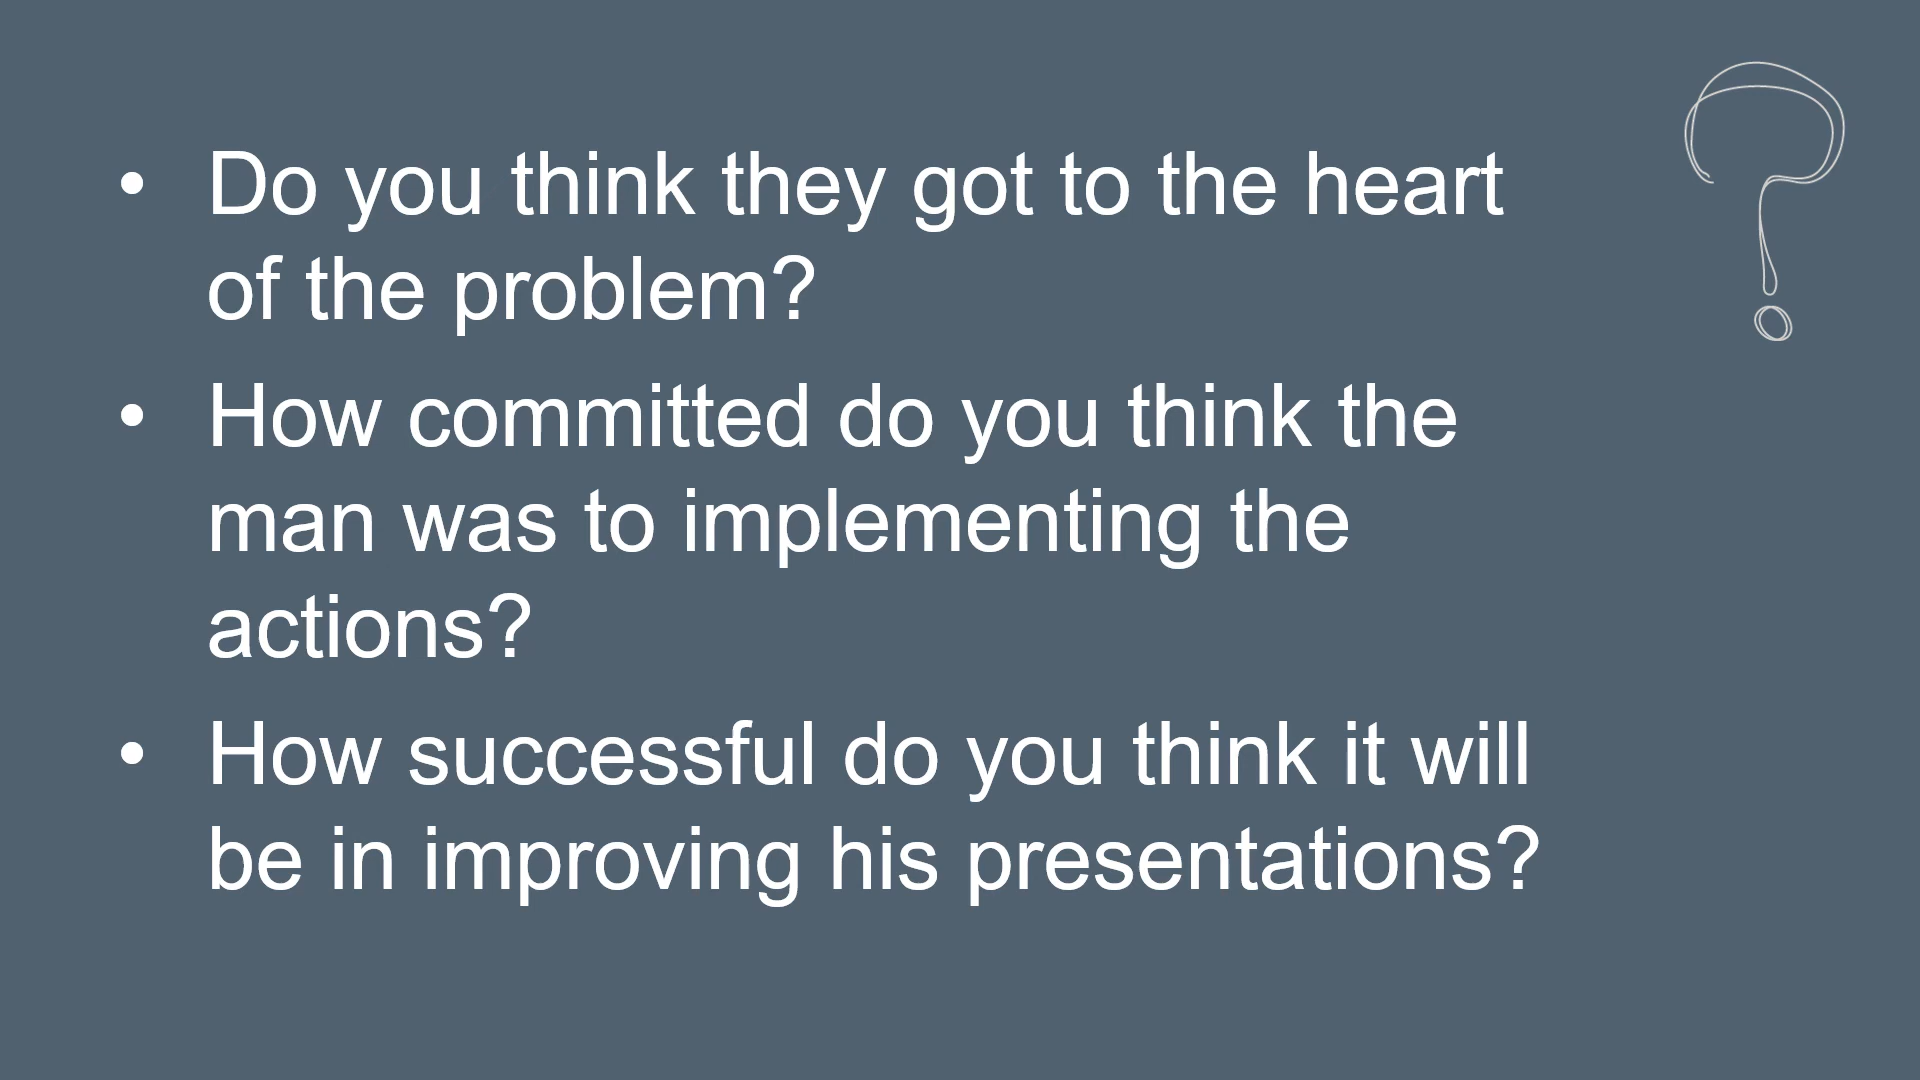 • Do you think they got to the heart
of the problem?
• How committed do you think the
man was to implementing the
actions?
• How successful do you think it will
be in improving his presentations?